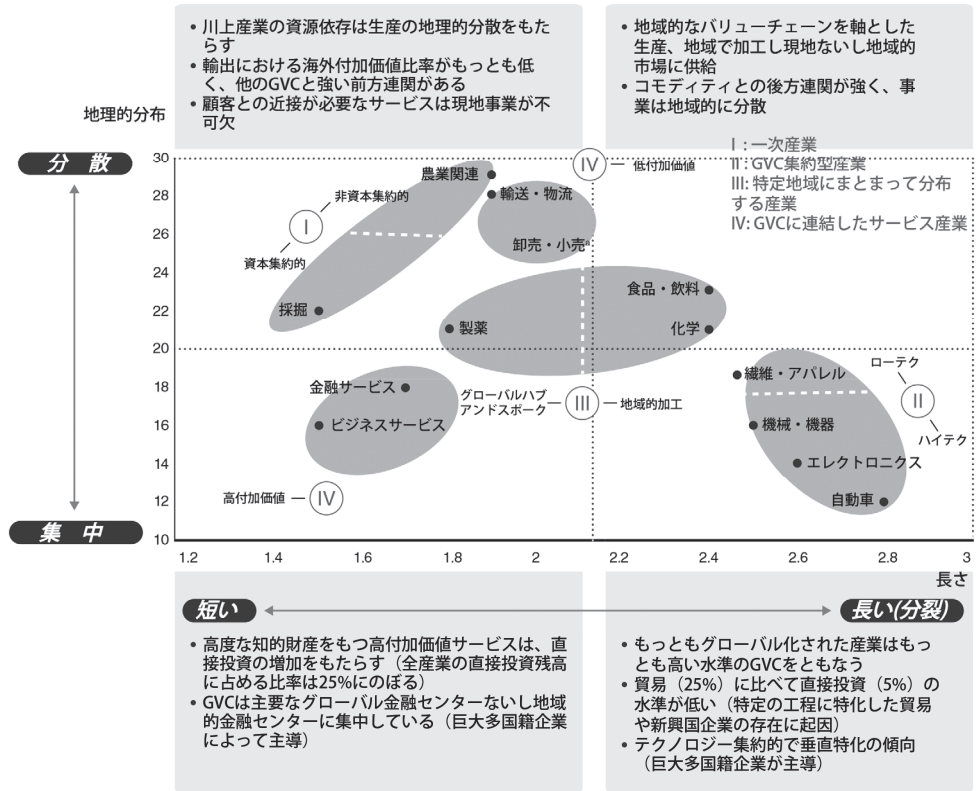 • 川上産業の資源依存は生産の地理的分散をもた
らす
• 輸出における海外付加価値比率がもっとも低
く、他のGVCと強い前方連関がある
• 顧客との近接が必要なサービスは現地事業が不
可欠
• 地域的なバリューチェーンを軸とした
生産、地域で加工し現地ないし地域的
市場に供給
• コモディティとの後方連関が強く、事
業は地域的に分散
地理的分布
分 散
集 中
30
28
26
24
22
20
18
16
14
12
10
I : 一次産業
II : GVC集約型産業
III: 特定地域にまとまって分布
する産業
IV: GVCに連結したサービス産業
IV
低付加価値
農業関連
輸送・物流
非資本集約的
I
資本集約的
卸売・小売
採掘
食品・飲料
製薬
化学
金融サービス
ビジネスサービス
グローバルハブ
アンドスポーク
III
地域的加工
ローテク
繊維・アパレル
II
機械・機器
ハイテク
エレクトロニクス
自動車
高付加価値
IV
1.2 1.6 1.8 2 2.2 2.4 2.6 2.8 3
長さ
短い
長い(分裂)
• 高度な知的財産をもつ高付加価値サービスは、直
接投資の増加をもたらす（全産業の直接投資残高
に占める比率は25%にのぼる）
• GVCは主要なグローバル金融センターないし地域
的金融センターに集中している（巨大多国籍企業
によって主導）
• もっともグローバル化された産業はもっ
とも高い水準のGVCをともなう
• 貿易（25%）に比べて直接投資（5%）の
水準が低い（特定の工程に特化した貿易
や新興国企業の存在に起因）
• テクノロジー集約的で垂直特化の傾向
（巨大多国籍企業が主導）